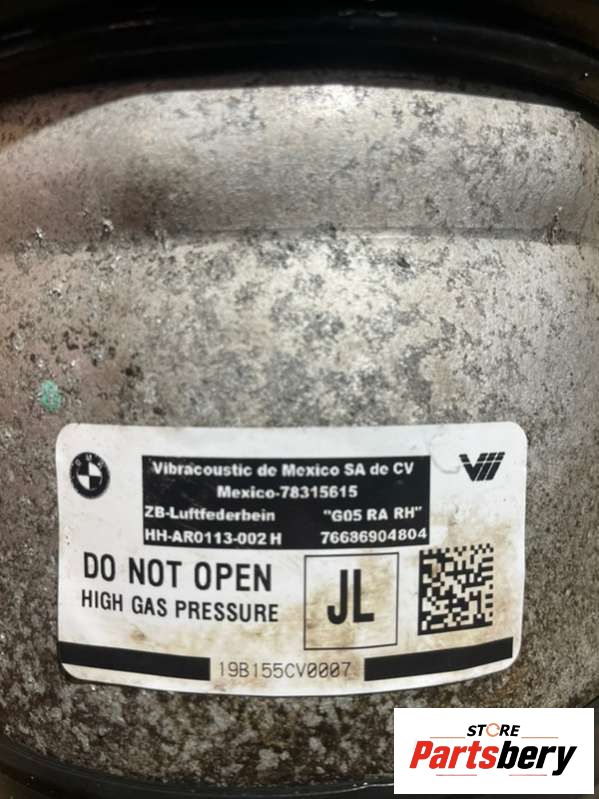 BMW
Vibracoustic de Mexico SA de CV
Mexico-78315615
ZB-Luftfederbein "G05 RA RH"
HH-AR0113-002 H 76686904804
DO NOT OPEN
HIGH GAS PRESSURE
JL
19B155CV0007
STORE
Partsbery